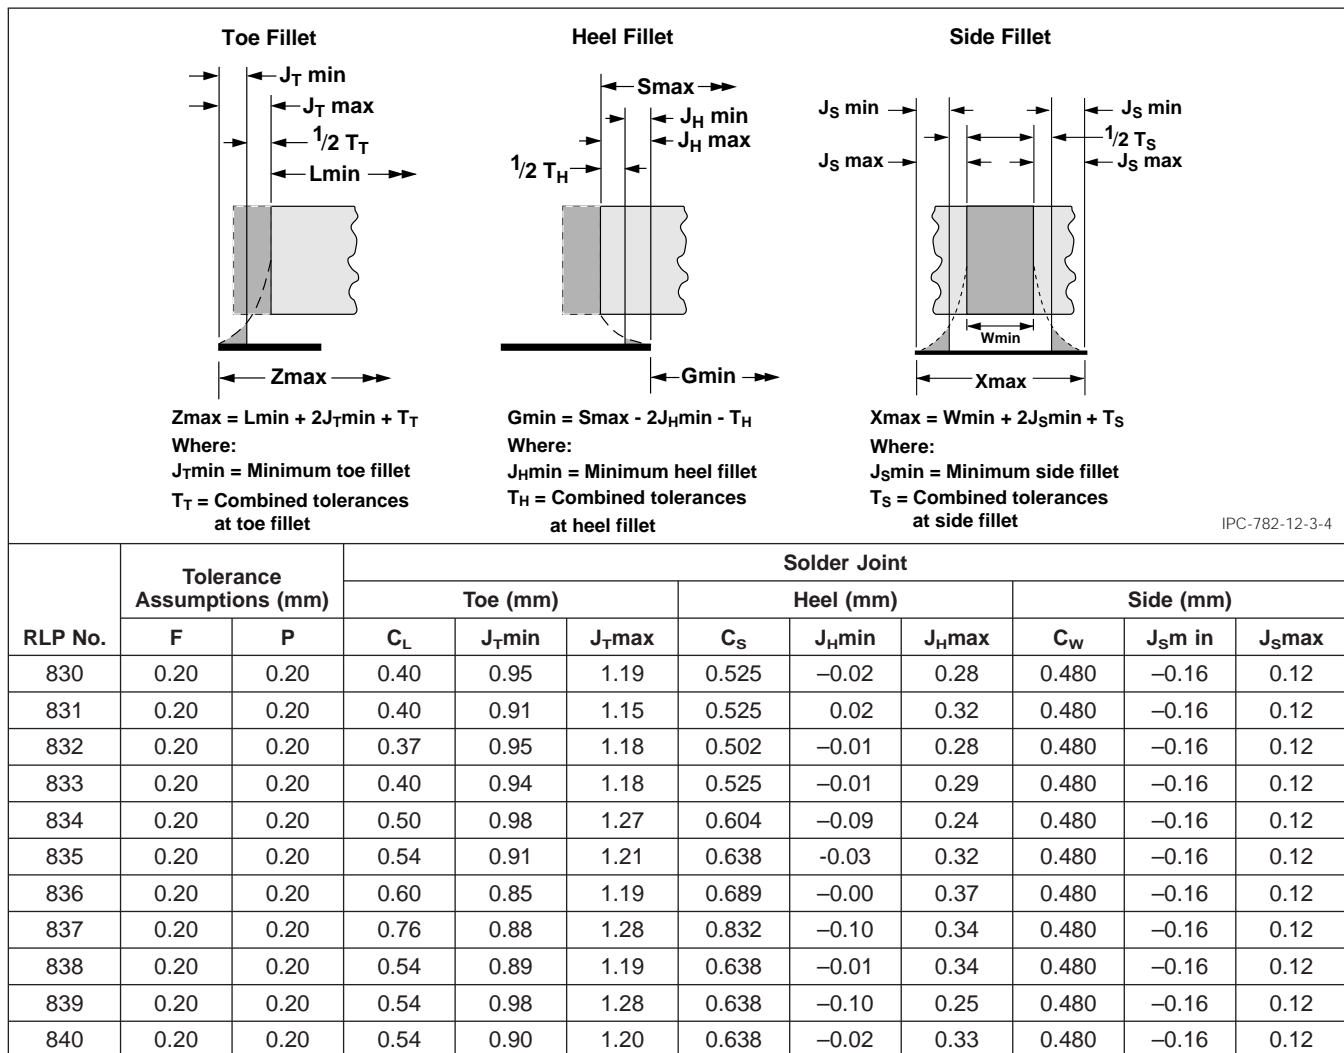 Toe Fillet
Heel Fillet
Side Fillet
JT min
JT max
1/2 TT
Lmin
Smax
JH min
JH max
1/2 TH
JS min
JS min
1/2 TS
JS max
JS max
Wmin
Zmax
Gmin
Xmax
Zmax = Lmin + 2JTmin + TT
Where:
JTmin = Minimum toe fillet
TT = Combined tolerances
at toe fillet
Gmin = Smax - 2JHmin - TH
Where:
JHmin = Minimum heel fillet
TH = Combined tolerances
at heel fillet
Xmax = Wmin + 2JSmin + TS
Where:
JSmin = Minimum side fillet
TS = Combined tolerances
at side fillet
IPC-782-12-3-4
Tolerance
Assumptions (mm)
Solder Joint
Toe (mm) Heel (mm) Side (mm)
RLP No. F P CL JTmin JTmax CS JHmin JHmax CW JSm in JSmax
830 0.20 0.20 0.40 0.95 1.19 0.525 –0.02 0.28 0.480 –0.16 0.12
831 0.20 0.20 0.40 0.91 1.15 0.525 0.02 0.32 0.480 –0.16 0.12
832 0.20 0.20 0.37 0.95 1.18 0.502 –0.01 0.28 0.480 –0.16 0.12
833 0.20 0.20 0.40 0.94 1.18 0.525 –0.01 0.29 0.480 –0.16 0.12
834 0.20 0.20 0.50 0.98 1.27 0.604 –0.09 0.24 0.480 –0.16 0.12
835 0.20 0.20 0.54 0.91 1.21 0.638 -0.03 0.32 0.480 –0.16 0.12
836 0.20 0.20 0.60 0.85 1.19 0.689 –0.00 0.37 0.480 –0.16 0.12
837 0.20 0.20 0.76 0.88 1.28 0.832 –0.10 0.34 0.480 –0.16 0.12
838 0.20 0.20 0.54 0.89 1.19 0.638 –0.01 0.34 0.480 –0.16 0.12
839 0.20 0.20 0.54 0.98 1.28 0.638 –0.10 0.25 0.480 –0.16 0.12
840 0.20 0.20 0.54 0.90 1.20 0.638 –0.02 0.33 0.480 –0.16 0.12